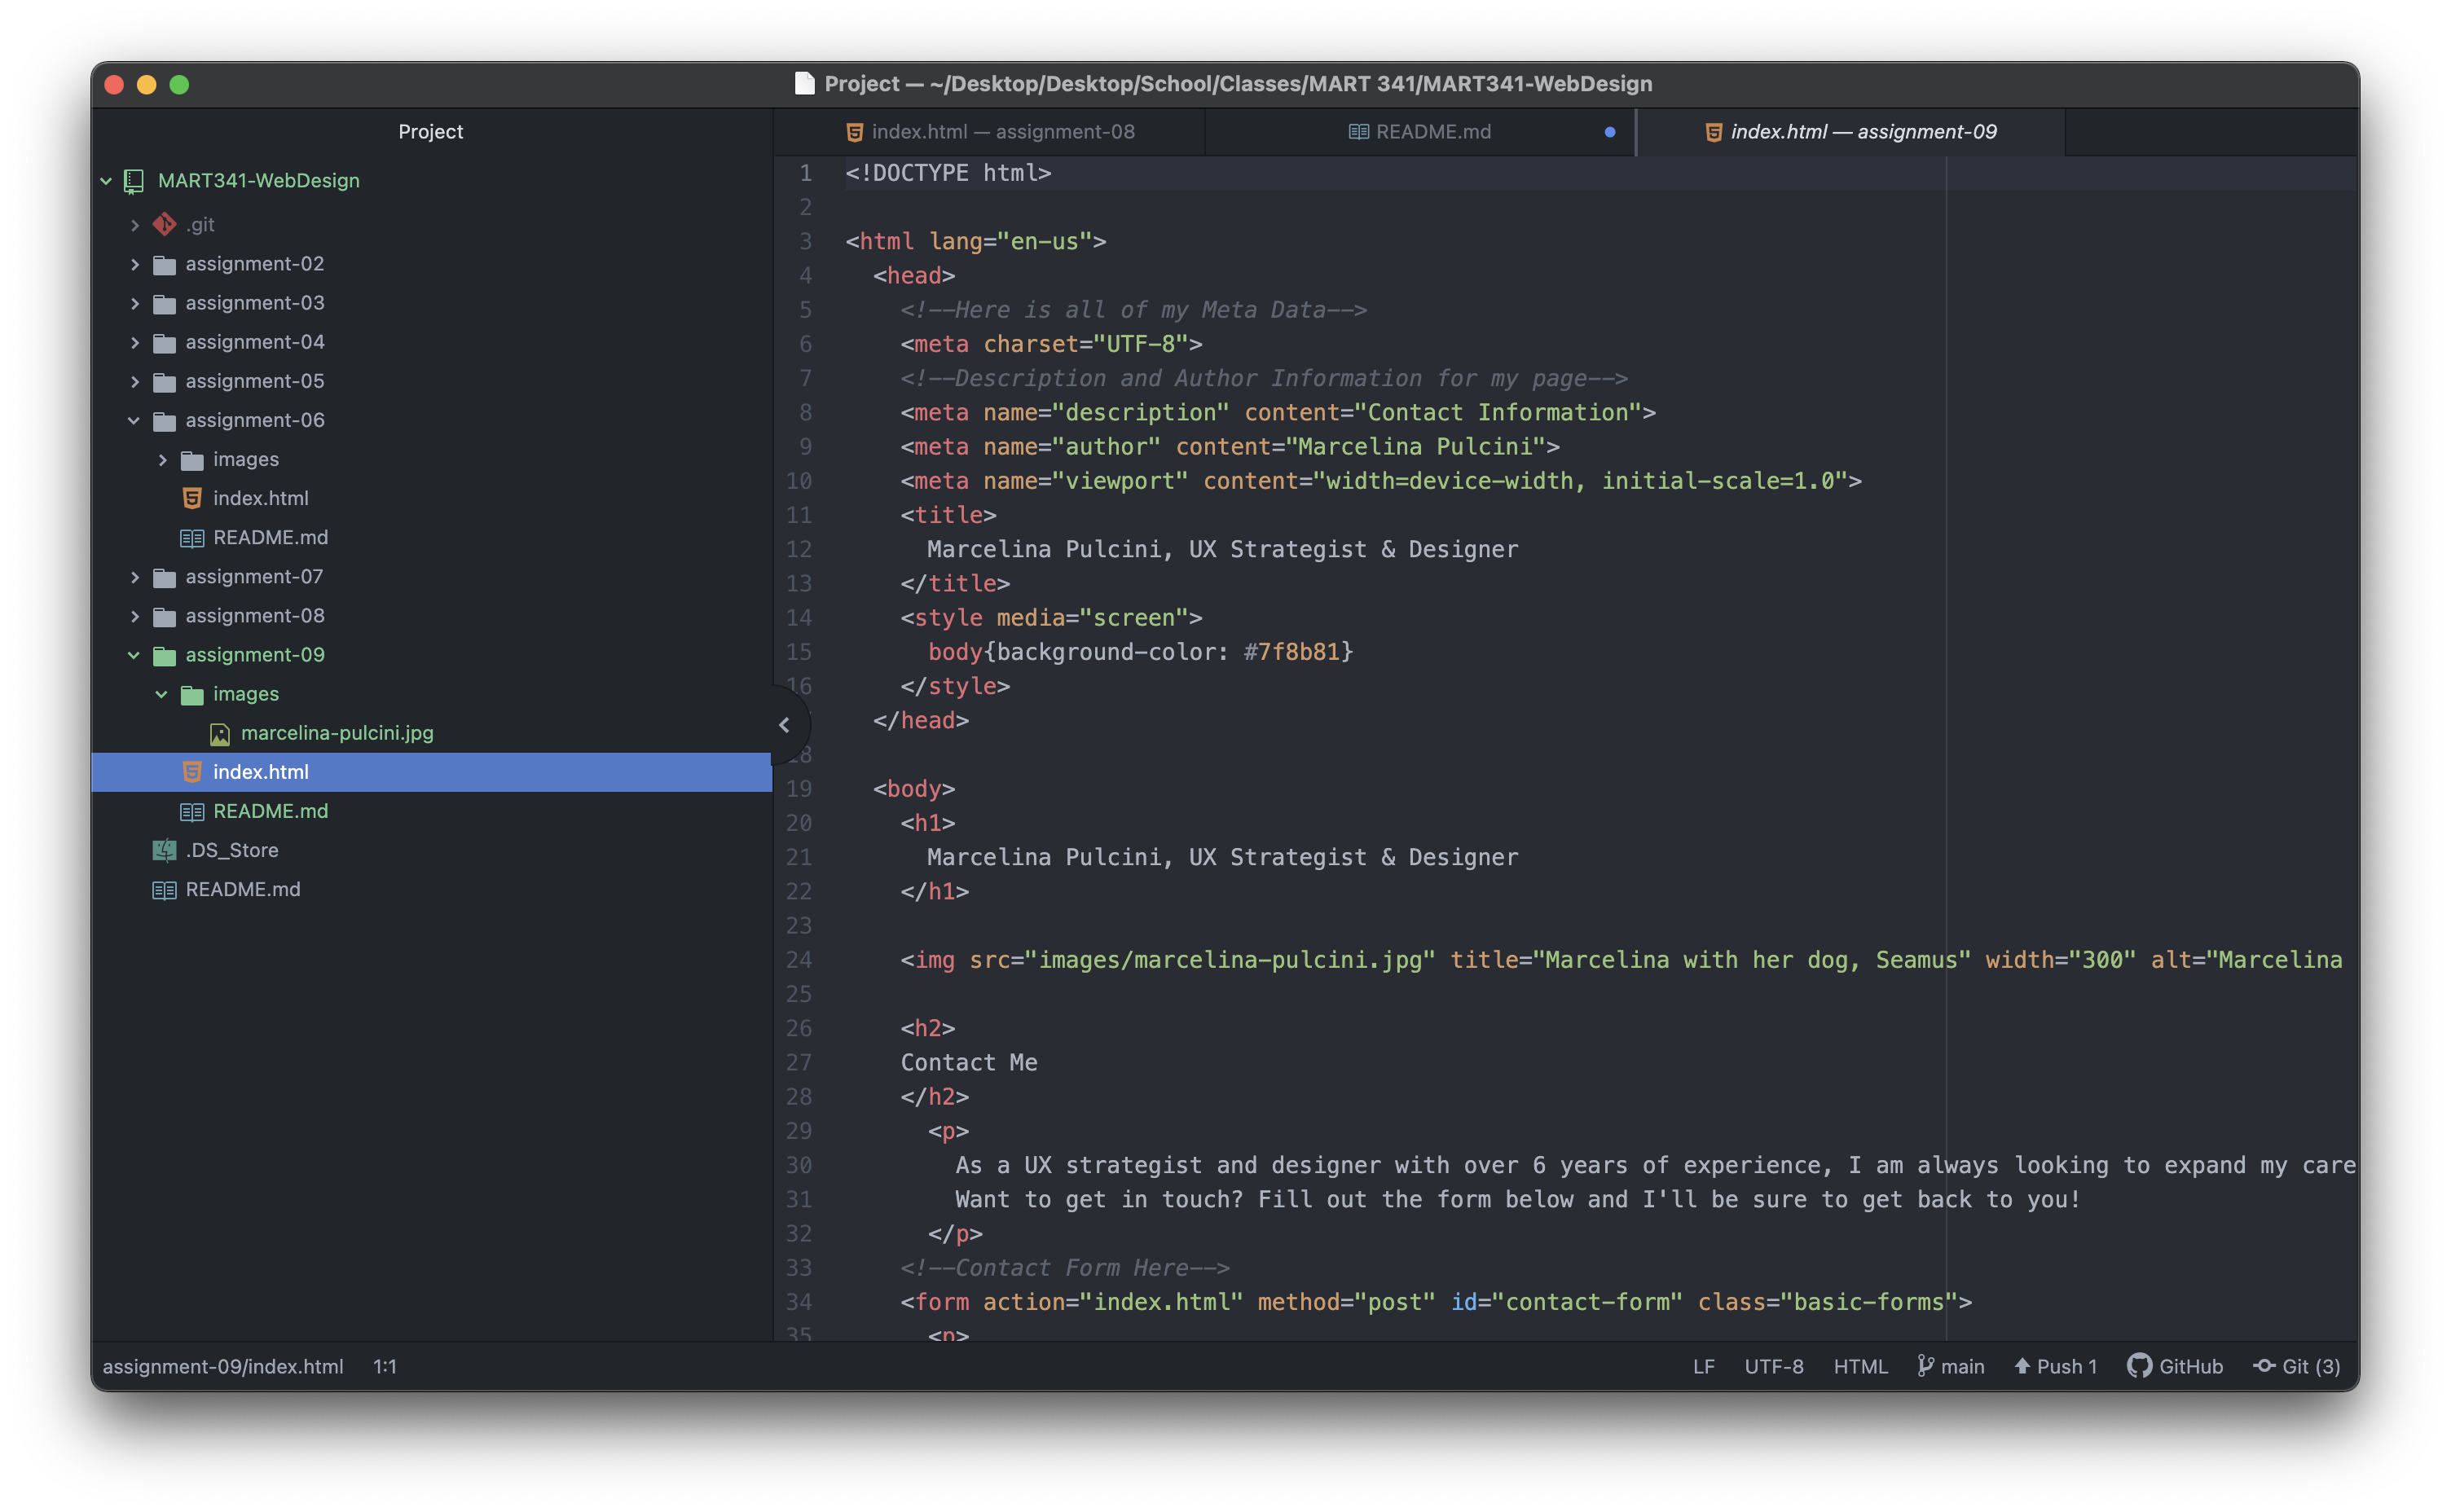 Project — ~/Desktop/Desktop/School/Classes/MART 341/MART341-WebDesign
Project
MART341-WebDesign
.git
assignment-02
assignment-03
assignment-04
assignment-05
assignment-06
images
index.html
README.md
assignment-07
assignment-08
assignment-09
images
marcelina-pulcini.jpg
index.html
README.md
.DS_Store
README.md
index.html — assignment-08
README.md
index.html — assignment-09
1 <!DOCTYPE html>
2
3 <html lang="en-us">
4 <head>
5 <!--Here is all of my Meta Data-->
6 <meta charset="UTF-8">
7 <!--Description and Author Information for my page-->
8 <meta name="description" content="Contact Information">
9 <meta name="author" content="Marcelina Pulcini">
10 <meta name="viewport" content="width=device-width, initial-scale=1.0">
11 <title>
12 Marcelina Pulcini, UX Strategist & Designer
13 </title>
14 <style media="screen">
15 body{background-color: #7f8b81}
16 </style>
</head>
8
19 <body>
20 <h1>
21 Marcelina Pulcini, UX Strategist & Designer
22 </h1>
23
24 <img src="images/marcelina-pulcini.jpg" title="Marcelina with her dog, Seamus" width="300" alt="Marcelina
25
26 <h2>
27 Contact Me
28 </h2>
29 <p>
30 As a UX strategist and designer with over 6 years of experience, I am always looking to expand my care
31 Want to get in touch? Fill out the form below and I'll be sure to get back to you!
32 </p>
33 <!--Contact Form Here-->
34 <form action="index.html" method="post" id="contact-form" class="basic-forms">
35 <p>
assignment-09/index.html 1:1
LF UTF-8 HTML main Push 1 GitHub Git (3)